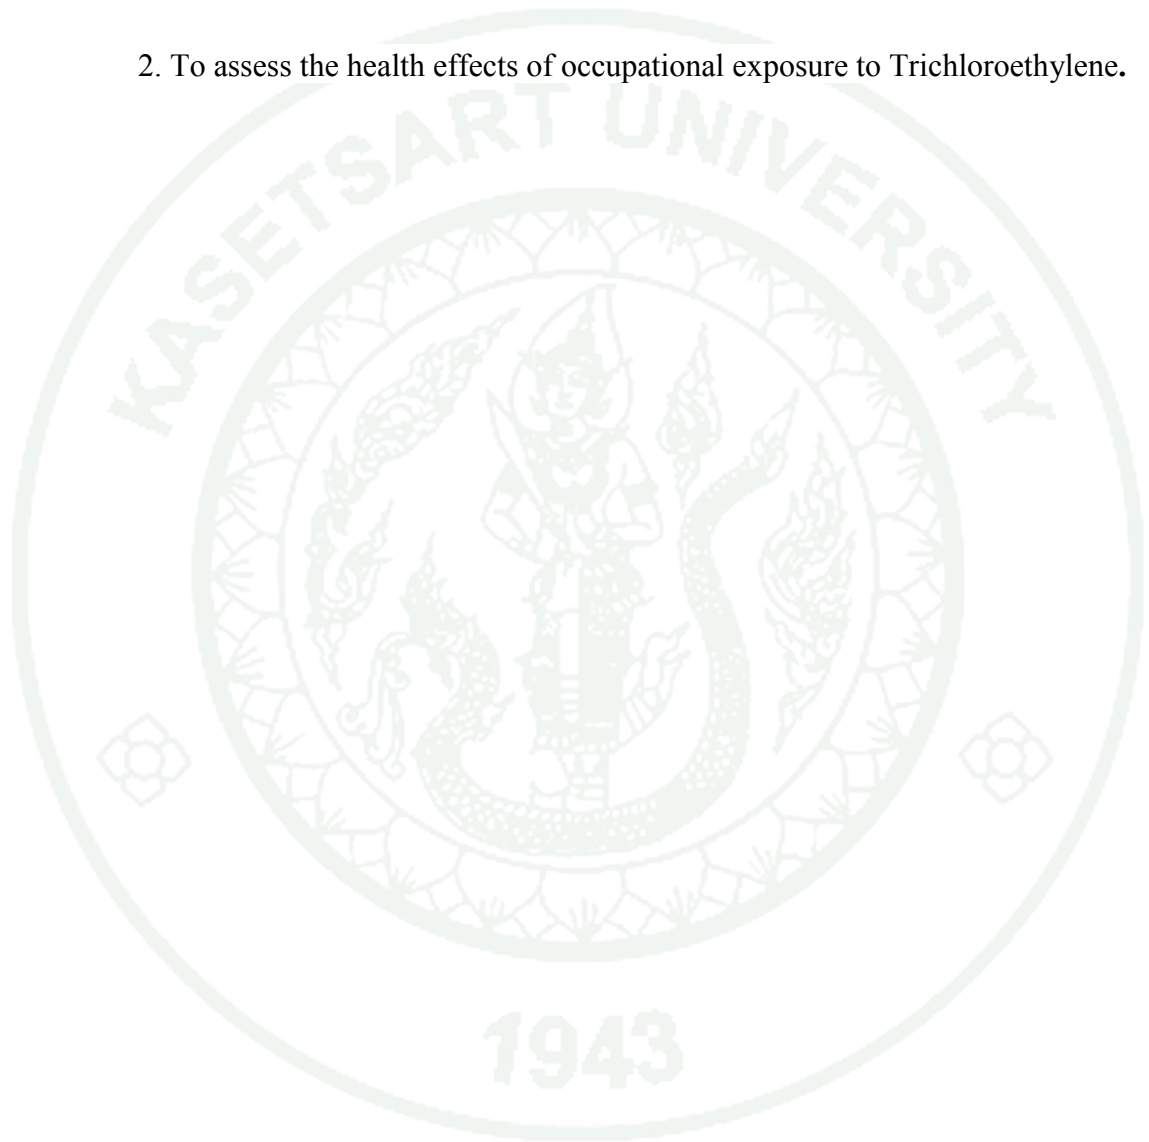 2. To assess the health effects of occupational exposure to Trichloroethylene.
KASETSART UNIVERSITY
1943